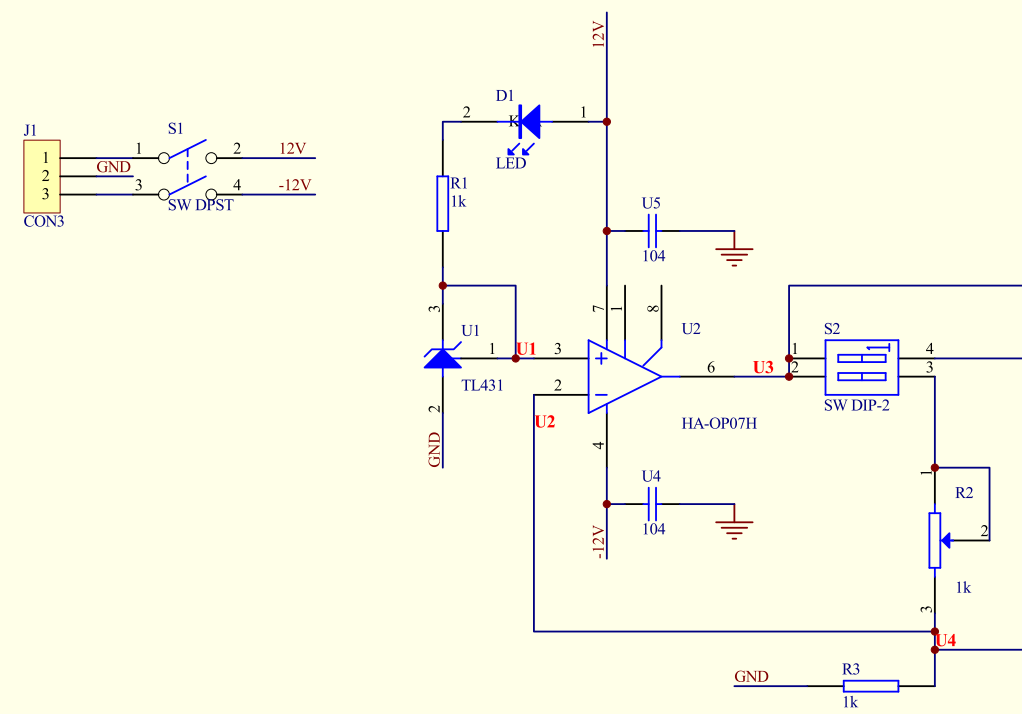 12V
D1
2
K
1
LED
J1
S1
1
1
2
12V
2
GND
3
3
4
-12V
SW DPST
CON3
R1
1k
U5
104
3
7
1
8
U1
1
U1
3
U2
S2
1
1
4
6
U3
2
3
TL431
2
SW DIP-2
U2
HA-OP07H
2
GND
4
U4
104
-12V
1
R2
2
1k
3
U4
GND
R3
1k